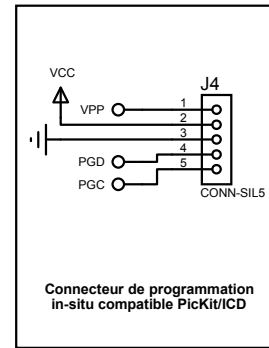 VCC
J4
VPP
1
2
3
4
PGD
5
PGC
CONN-SIL5
Connecteur de programmation
in-situ compatible PicKit/ICD